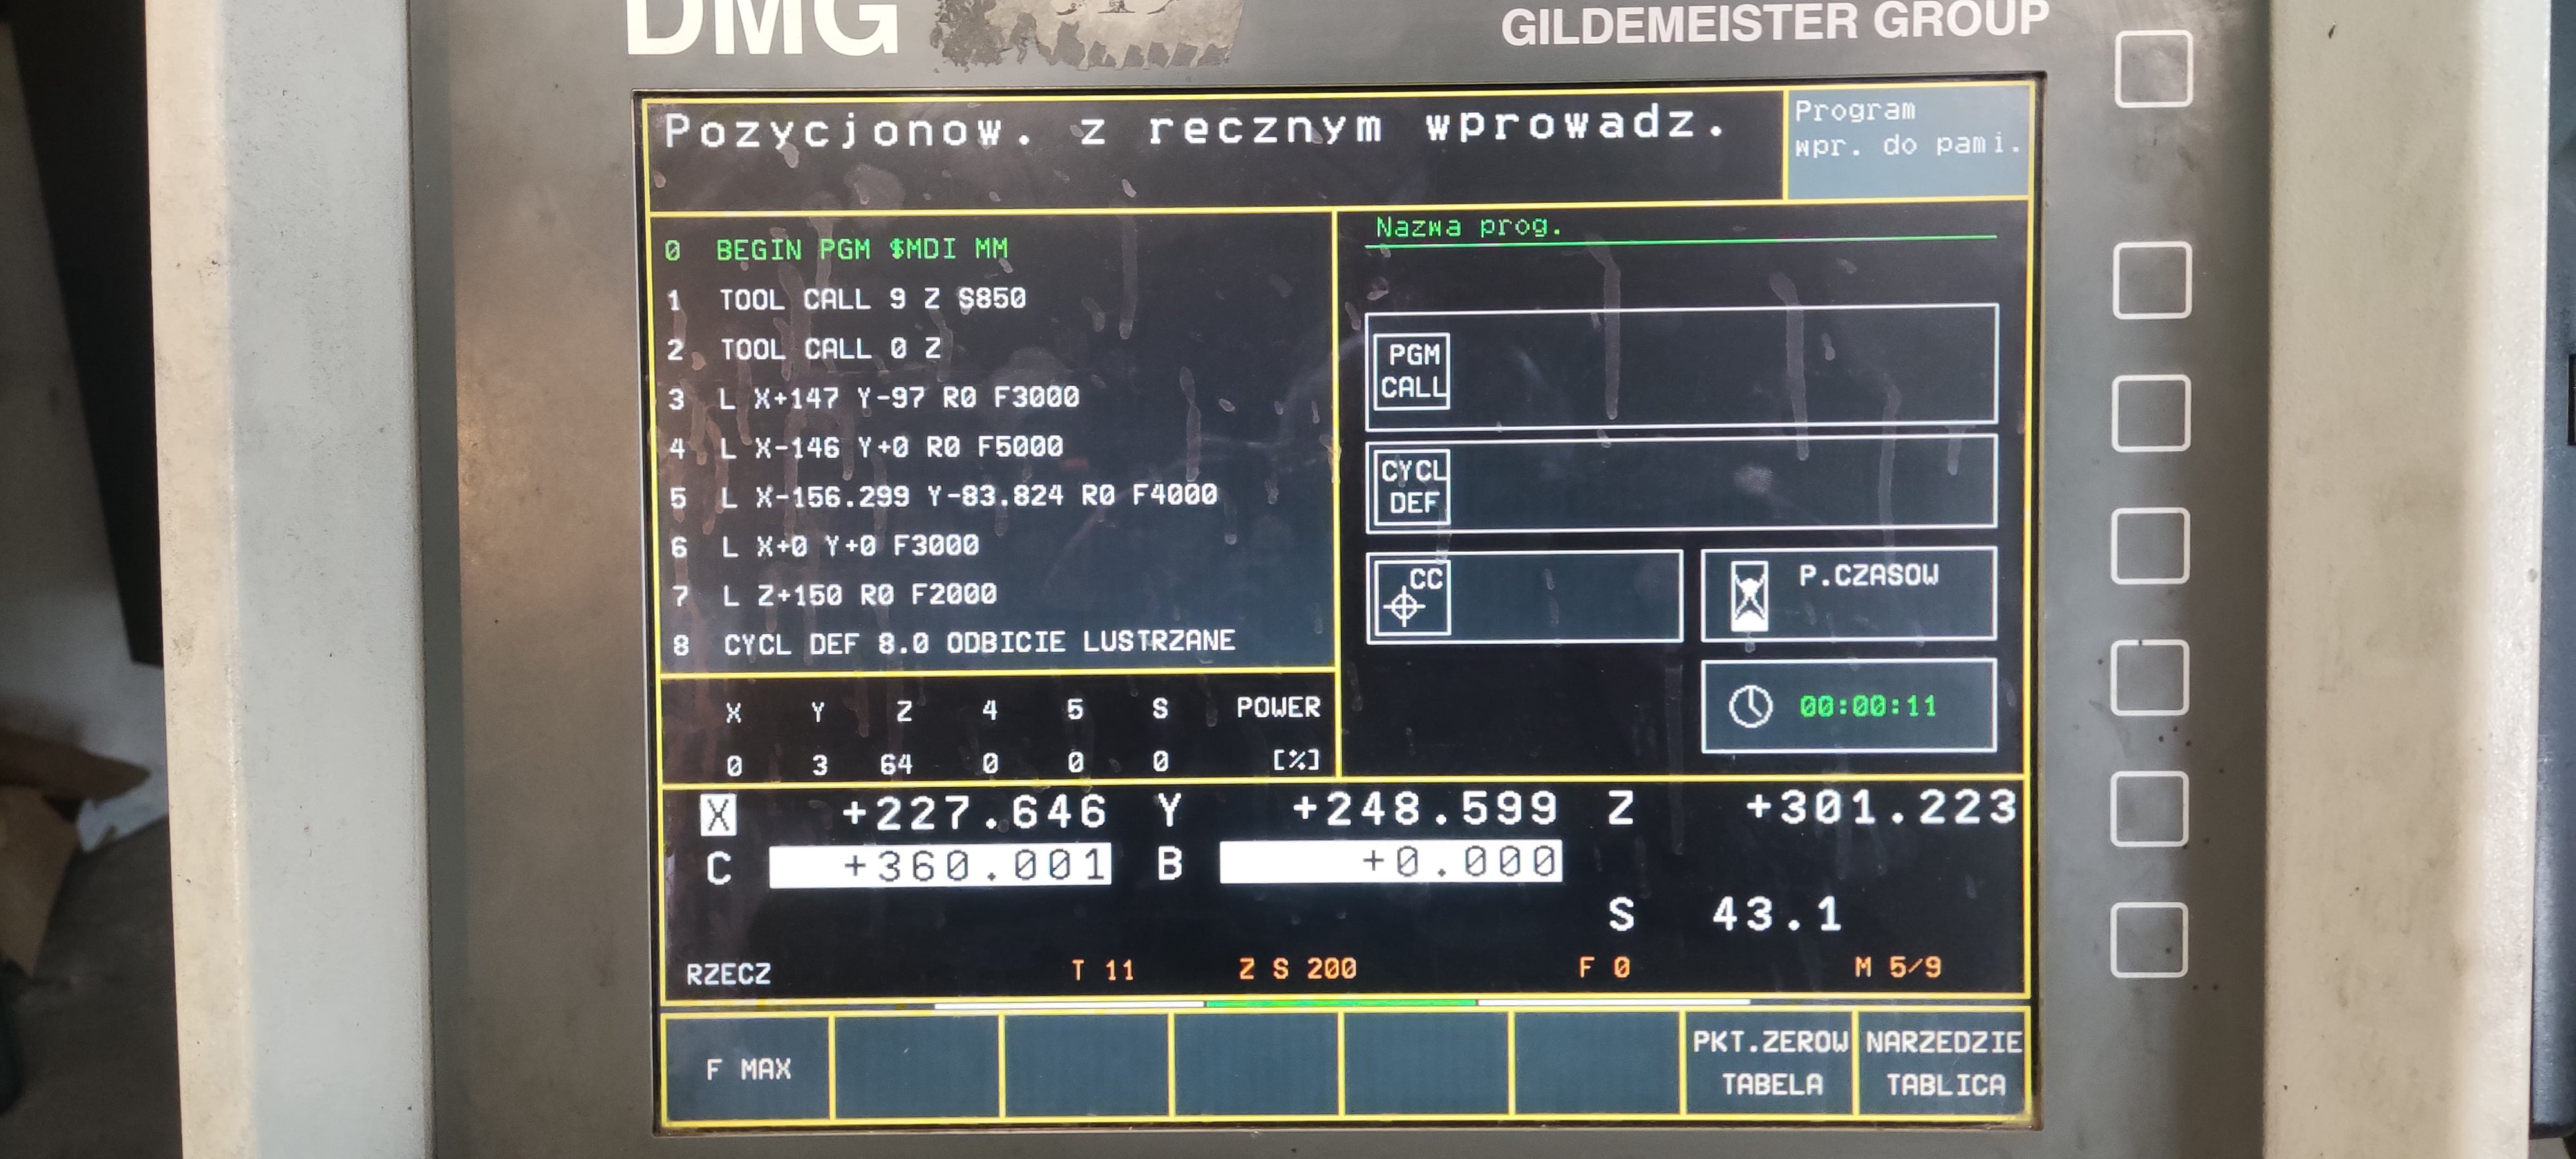 DMG
GILDEMEISTER GROUP
Pozycjonow. z recznym wprowadz.
Program
wpr. do pami.
0 BEGIN PGM $MDI MM
1 TOOL CALL 9 Z S850
2 TOOL CALL 0 Z
3 L X+147 Y-97 R0 F3000
4 L X-146 Y+0 R0 F5000
5 L X-156.299 Y-83.824 R0 F4000
6 L X+0 Y+0 F3000
7 L Z+150 R0 F2000
8 CYCL DEF 8.0 ODBICIE LUSTRZANE
Nazwa prog.
PGM
CALL
CYCL
DEF
CC
P.CZASOW
00:00:11
X Y Z 4 5 S POWER
0 3 64 0 0 0 [%]
X +227.646 Y +248.599 Z +301.223
C +360.001 B +0.000
S 43.1
RZECZ T 11 Z S 200 F 0 M 5/9
F MAX
PKT.ZEROW
TABELA
NARZEDZIE
TABLICA